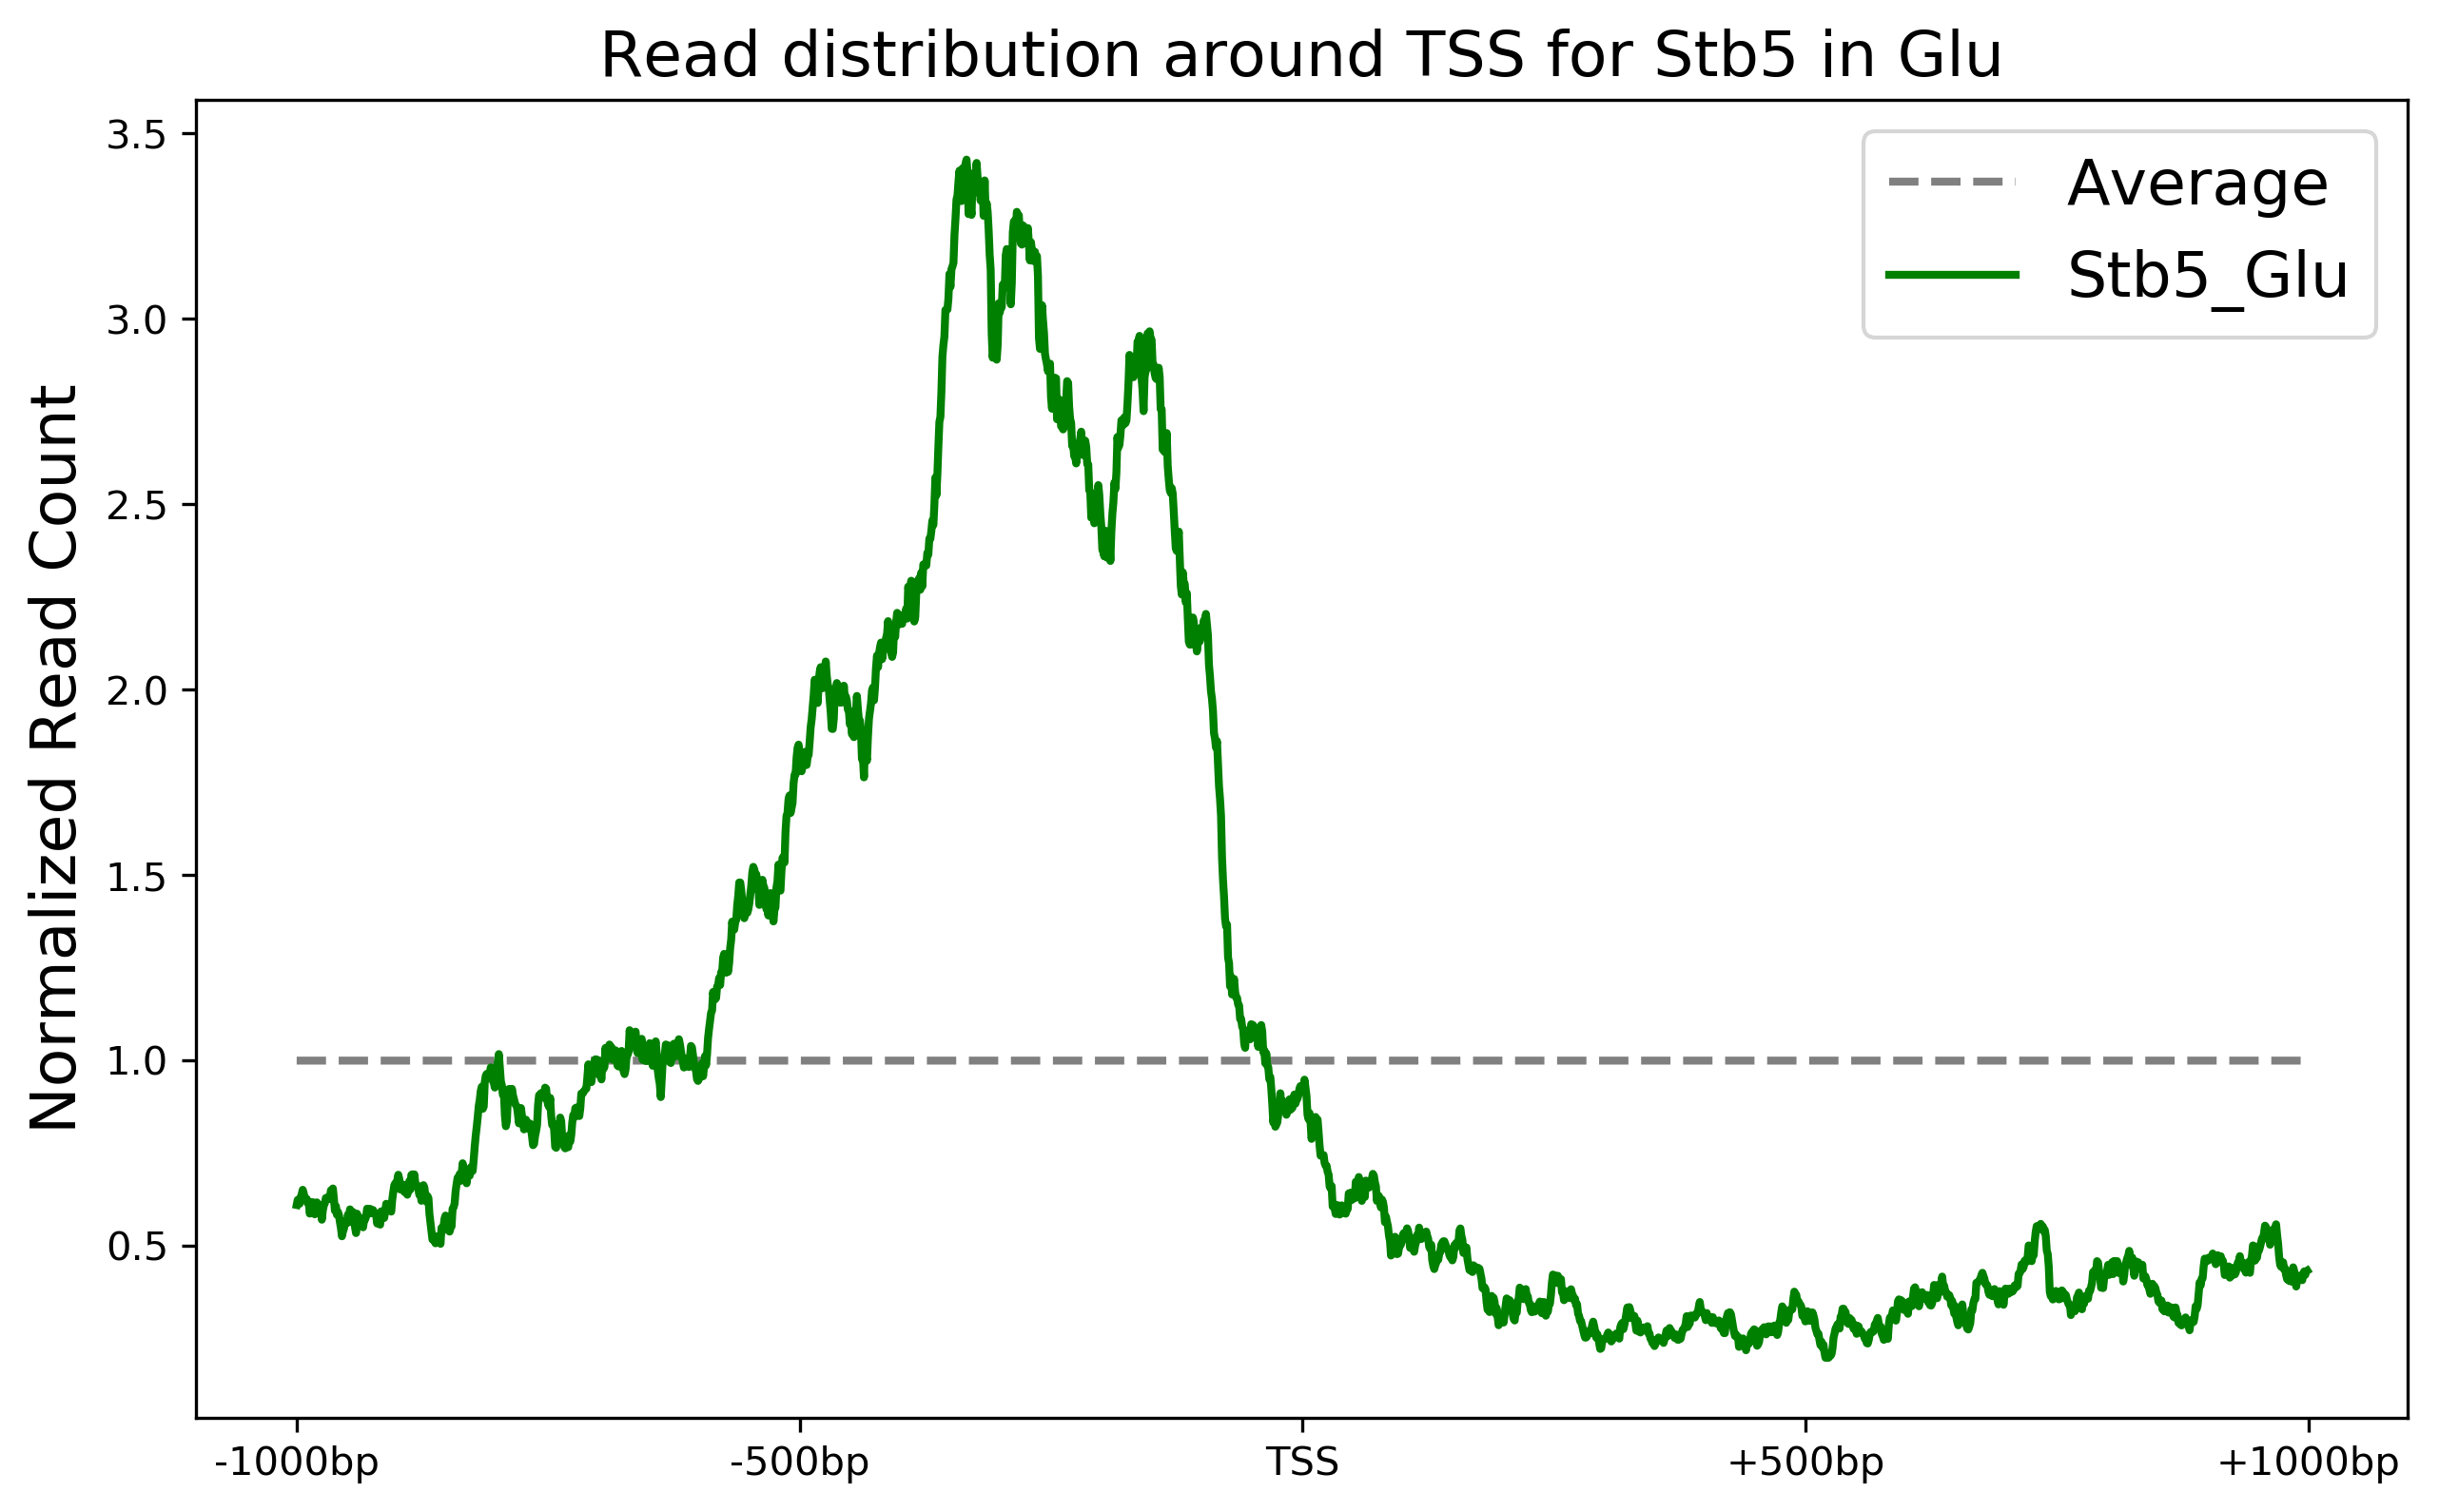 Read distribution around TSS for Stb5 in Glu
Normalized Read Count
3.5
3.0
2.5
2.0
1.5
1.0
0.5
Average
Stb5_Glu
-1000bp
-500bp
TSS
+500bp
+1000bp